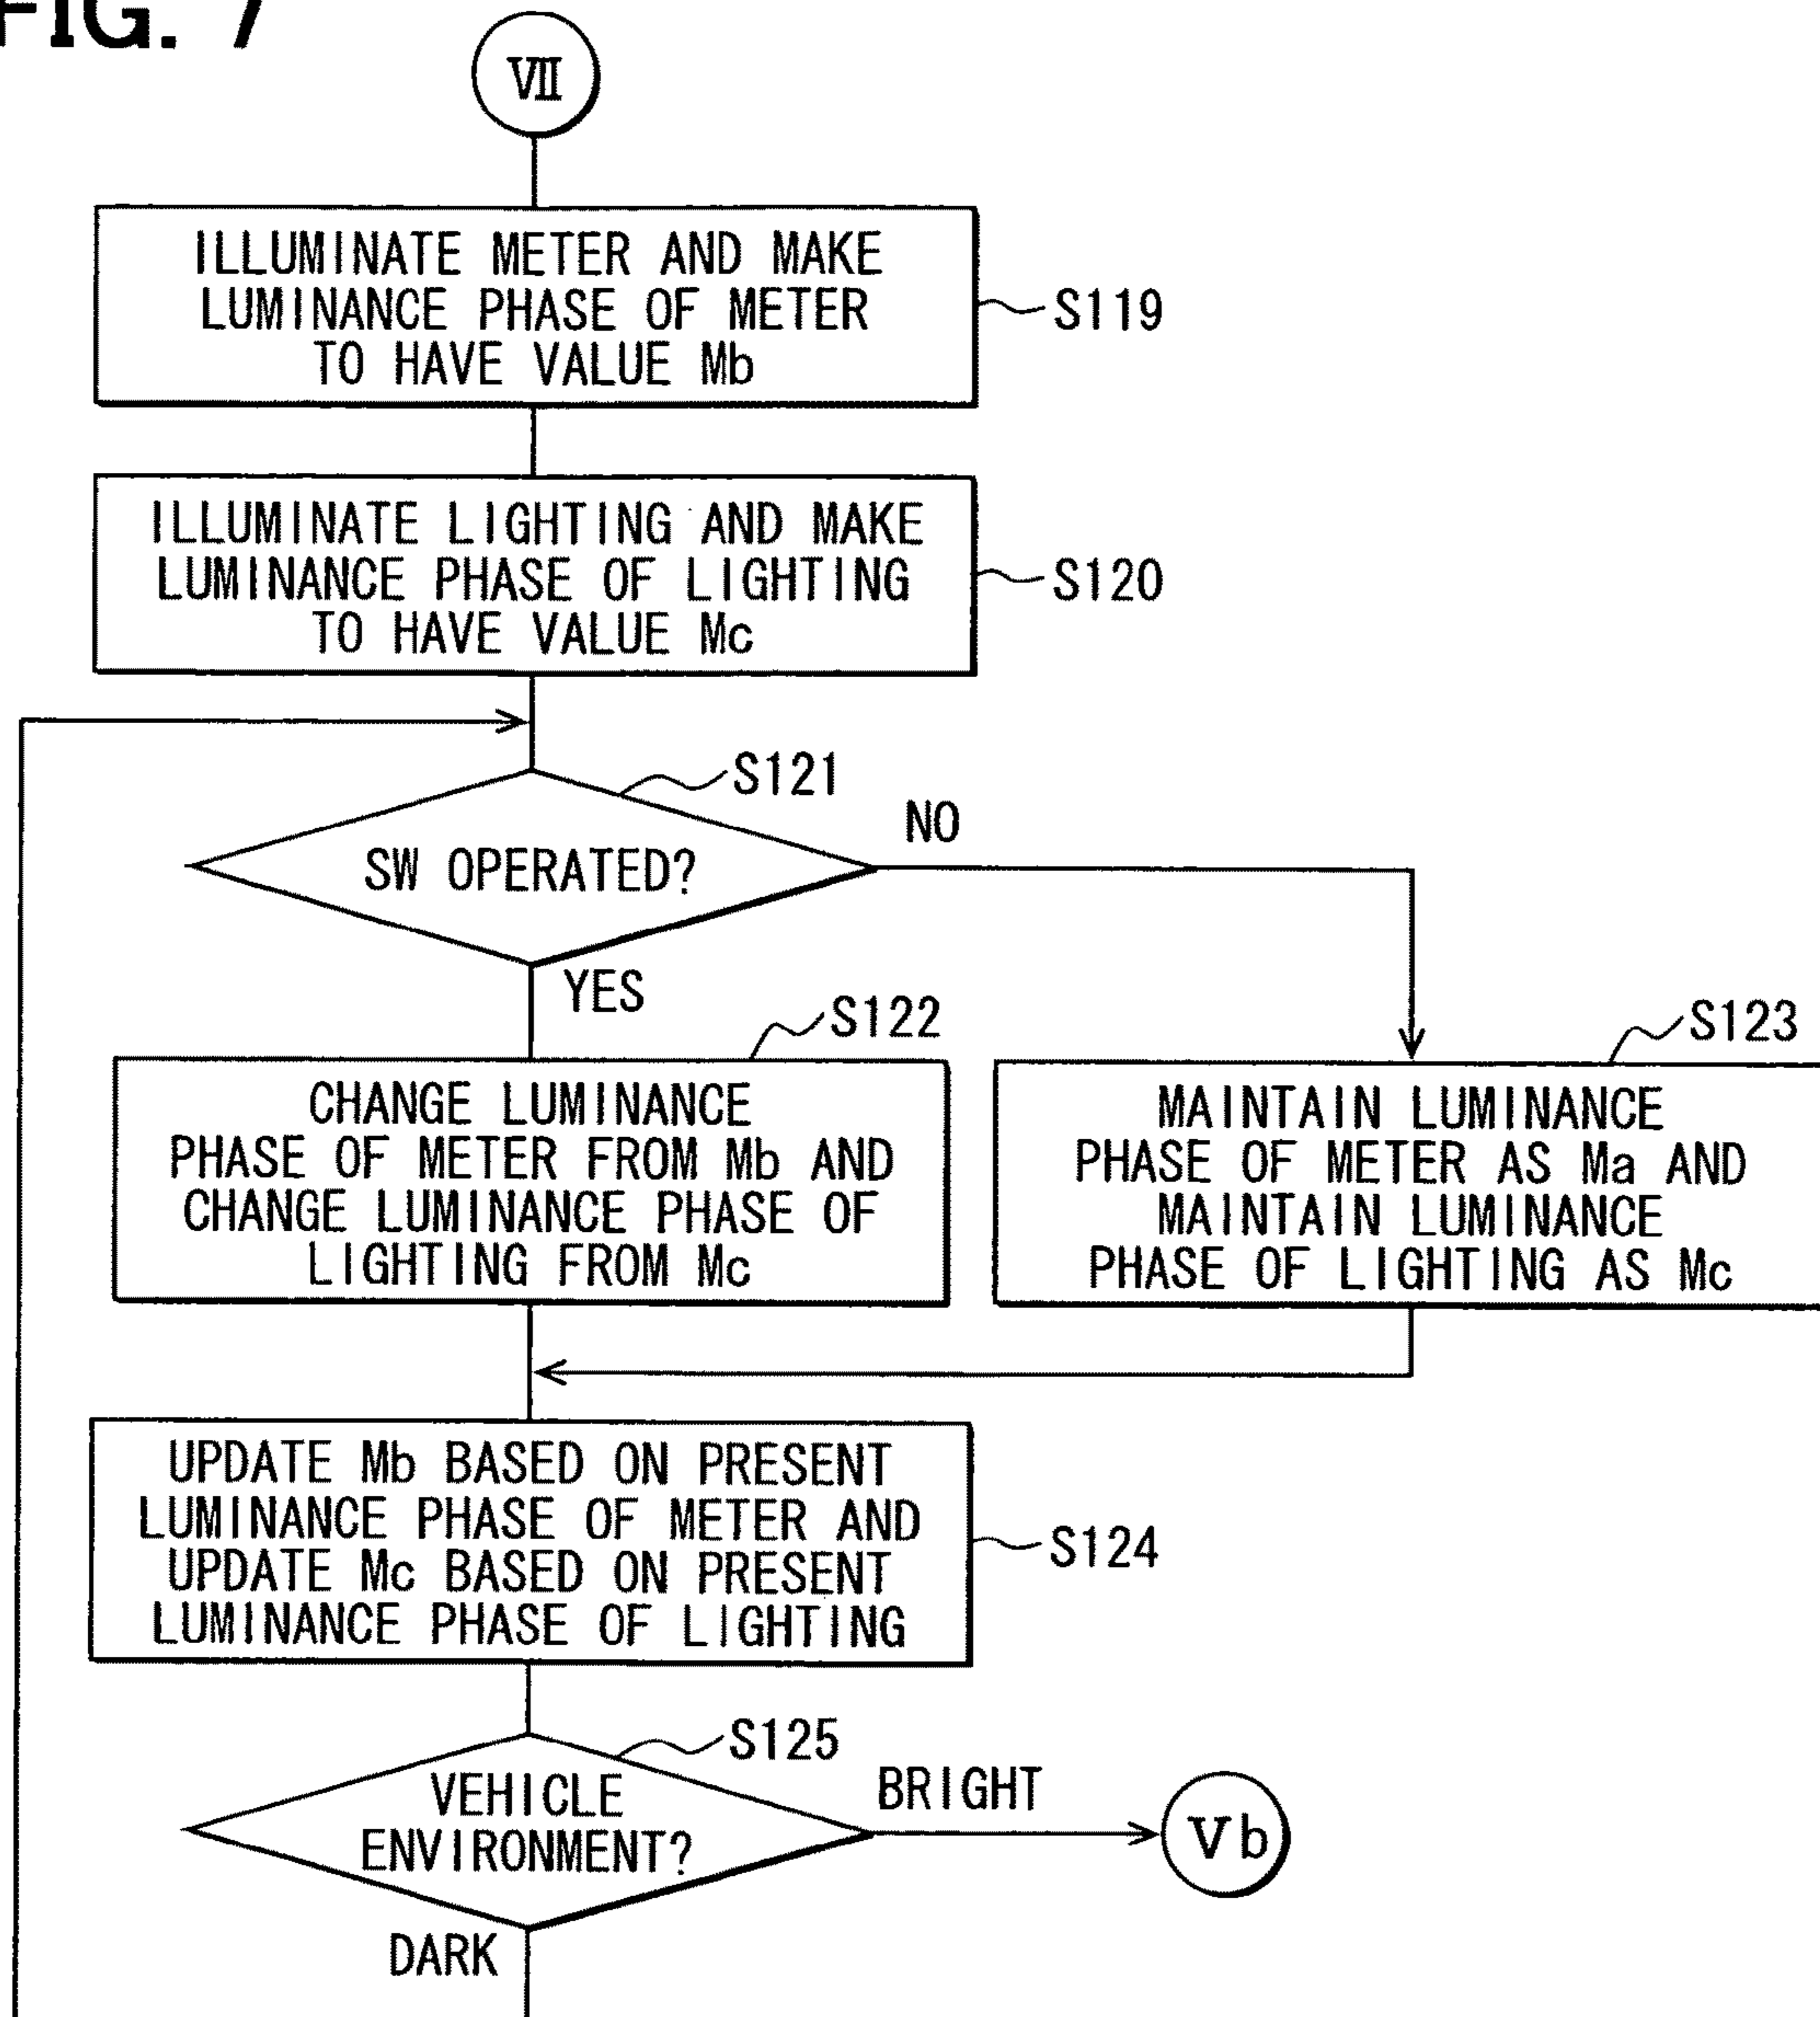 FIG. 7
VII
ILLUMINATE METER AND MAKE
LUMINANCE PHASE OF METER
TO HAVE VALUE Mb
S119
ILLUMINATE LIGHTING AND MAKE
LUMINANCE PHASE OF LIGHTING
TO HAVE VALUE Mc
S120
S121
SW OPERATED?
NO
YES
S122
CHANGE LUMINANCE
PHASE OF METER FROM Mb AND
CHANGE LUMINANCE PHASE OF
LIGHTING FROM Mc
S123
MAINTAIN LUMINANCE
PHASE OF METER AS Ma AND
MAINTAIN LUMINANCE
PHASE OF LIGHTING AS Mc
UPDATE Mb BASED ON PRESENT
LUMINANCE PHASE OF METER AND
UPDATE Mc BASED ON PRESENT
LUMINANCE PHASE OF LIGHTING
S124
S125
VEHICLE
ENVIRONMENT?
BRIGHT
Vb
DARK